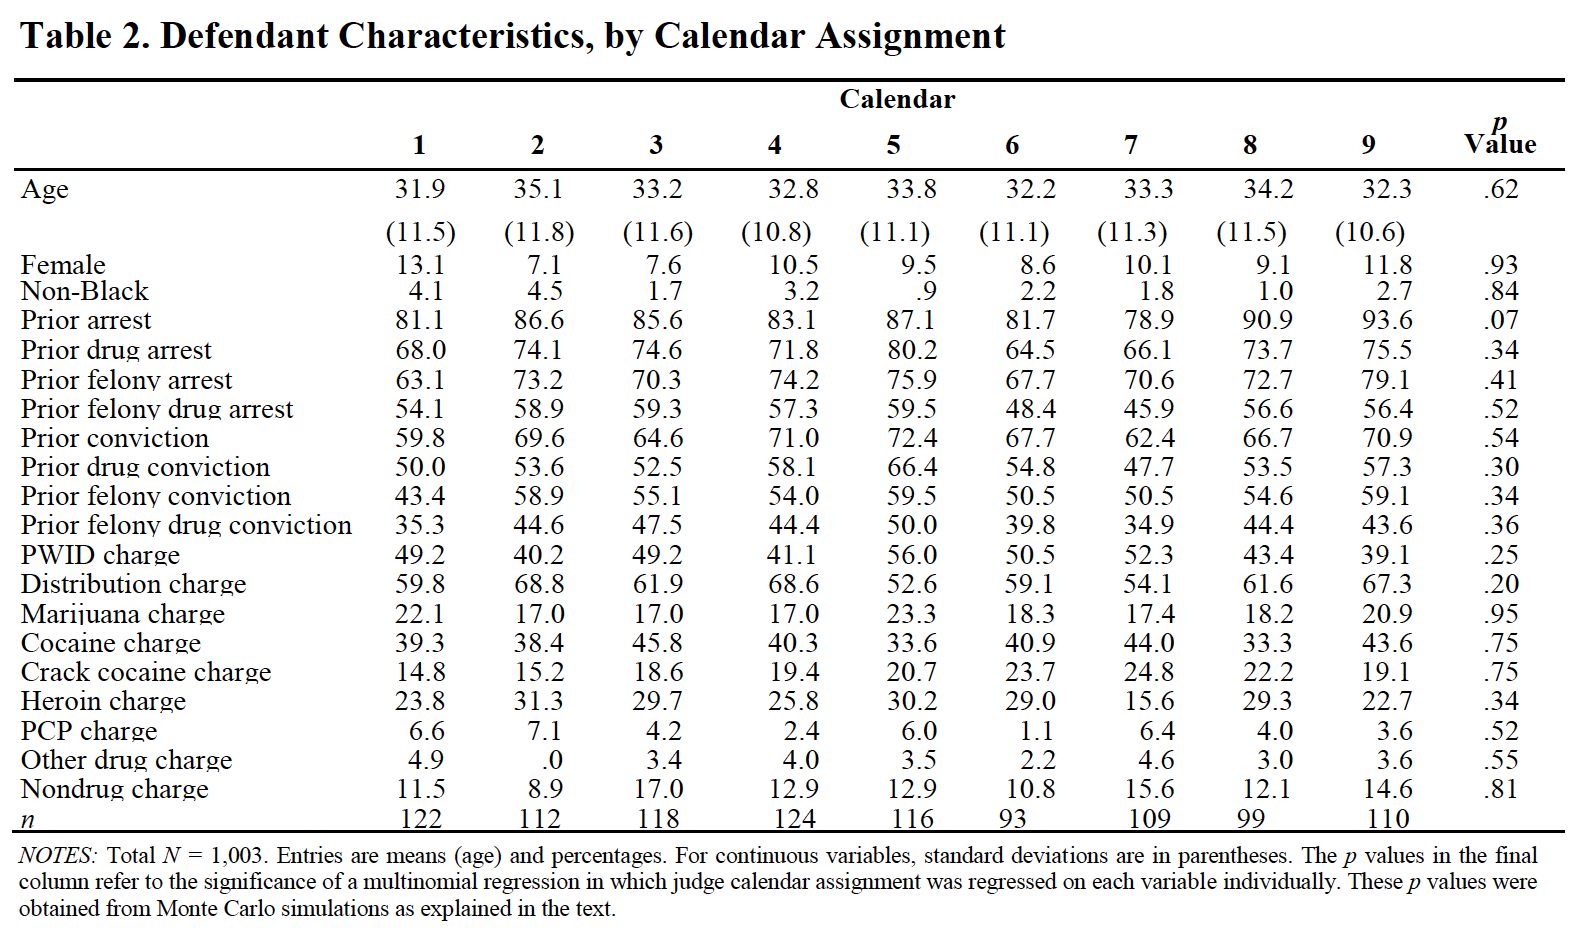 Table 2. Defendant Characteristics, by Calendar Assignment
Calendar
1 2 3 4 5 6 7 8 9 p Value
Age 31.9 35.1 33.2 32.8 33.8 32.2 33.3 34.2 32.3 .62
(11.5) (11.8) (11.6) (10.8) (11.1) (11.1) (11.3) (11.5) (10.6)
Female 13.1 7.1 7.6 10.5 9.5 8.6 10.1 9.1 11.8 .93
Non-Black 4.1 4.5 1.7 3.2 .9 2.2 1.8 1.0 2.7 .84
Prior arrest 81.1 86.6 85.6 83.1 87.1 81.7 78.9 90.9 93.6 .07
Prior drug arrest 68.0 74.1 74.6 71.8 80.2 64.5 66.1 73.7 75.5 .34
Prior felony arrest 63.1 73.2 70.3 74.2 75.9 67.7 70.6 72.7 79.1 .41
Prior felony drug arrest 54.1 58.9 59.3 57.3 59.5 48.4 45.9 56.6 56.4 .52
Prior conviction 59.8 69.6 64.6 71.0 72.4 67.7 62.4 66.7 70.9 .54
Prior drug conviction 50.0 53.6 52.5 58.1 66.4 54.8 47.7 53.5 57.3 .30
Prior felony conviction 43.4 58.9 55.1 54.0 59.5 50.5 50.5 54.6 59.1 .34
Prior felony drug conviction 35.3 44.6 47.5 44.4 50.0 39.8 34.9 44.4 43.6 .36
PWID charge 49.2 40.2 49.2 41.1 56.0 50.5 52.3 43.4 39.1 .25
Distribution charge 59.8 68.8 61.9 68.6 52.6 59.1 54.1 61.6 67.3 .20
Marijuana charge 22.1 17.0 17.0 17.0 23.3 18.3 17.4 18.2 20.9 .95
Cocaine charge 39.3 38.4 45.8 40.3 33.6 40.9 44.0 33.3 43.6 .75
Crack cocaine charge 14.8 15.2 18.6 19.4 20.7 23.7 24.8 22.2 19.1 .75
Heroin charge 23.8 31.3 29.7 25.8 30.2 29.0 15.6 29.3 22.7 .34
PCP charge 6.6 7.1 4.2 2.4 6.0 1.1 6.4 4.0 3.6 .52
Other drug charge 4.9 .0 3.4 4.0 3.5 2.2 4.6 3.0 3.6 .55
Nondrug charge 11.5 8.9 17.0 12.9 12.9 10.8 15.6 12.1 14.6 .81
n 122 112 118 124 116 93 109 99 110
NOTES: Total N = 1,003. Entries are means (age) and percentages. For continuous variables, standard deviations are in parentheses. The p values in the final
column refer to the significance of a multinomial regression in which judge calendar assignment was regressed on each variable individually. These p values were
obtained from Monte Carlo simulations as explained in the text.